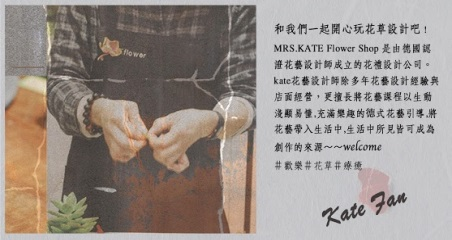 flower
和我們一起開心玩花草設計吧！
MRS.KATE Flower Shop 是由德國認
證花藝設計師成立的花禮設計公司。
kate花藝設計師除多年花藝設計經驗與
店面經營，更擅長將花藝課程以生動
淺顯易懂,充滿樂趣的德式花藝引導,將
花藝帶入生活中,生活中所見皆可成為
創作的來源~~welcome
#歡樂#花草#療癒
Kate Fan